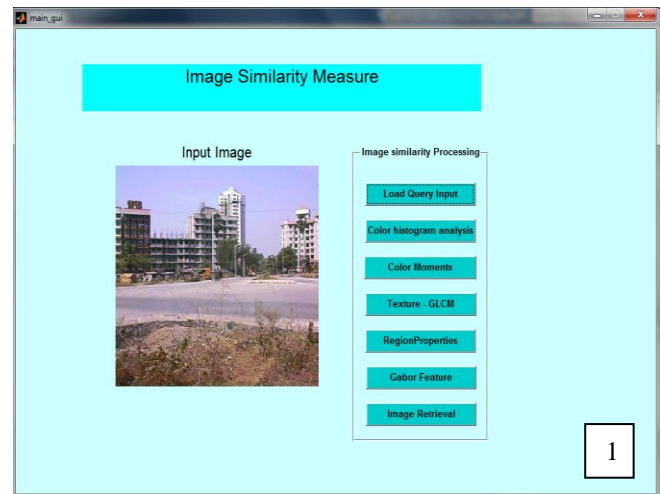 main_gui
Image Similarity Measure
Input Image
Image similarity Processing
Load Query Input
Color histogram analysis
Color Moments
Texture - GLCM
RegionProperties
Gabor Feature
Image Retrieval
1